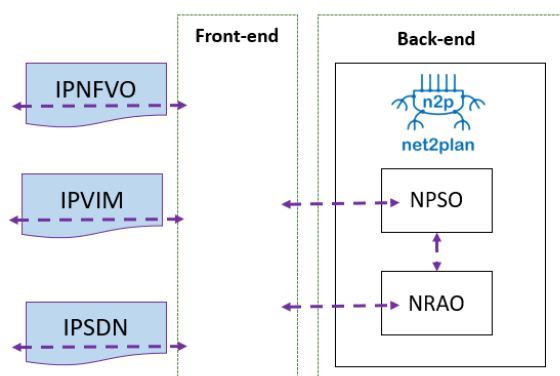 Front-end
Back-end
IPNFVO
n2p
net2plan
IPVIM
NPSO
NRAO
IPSDN